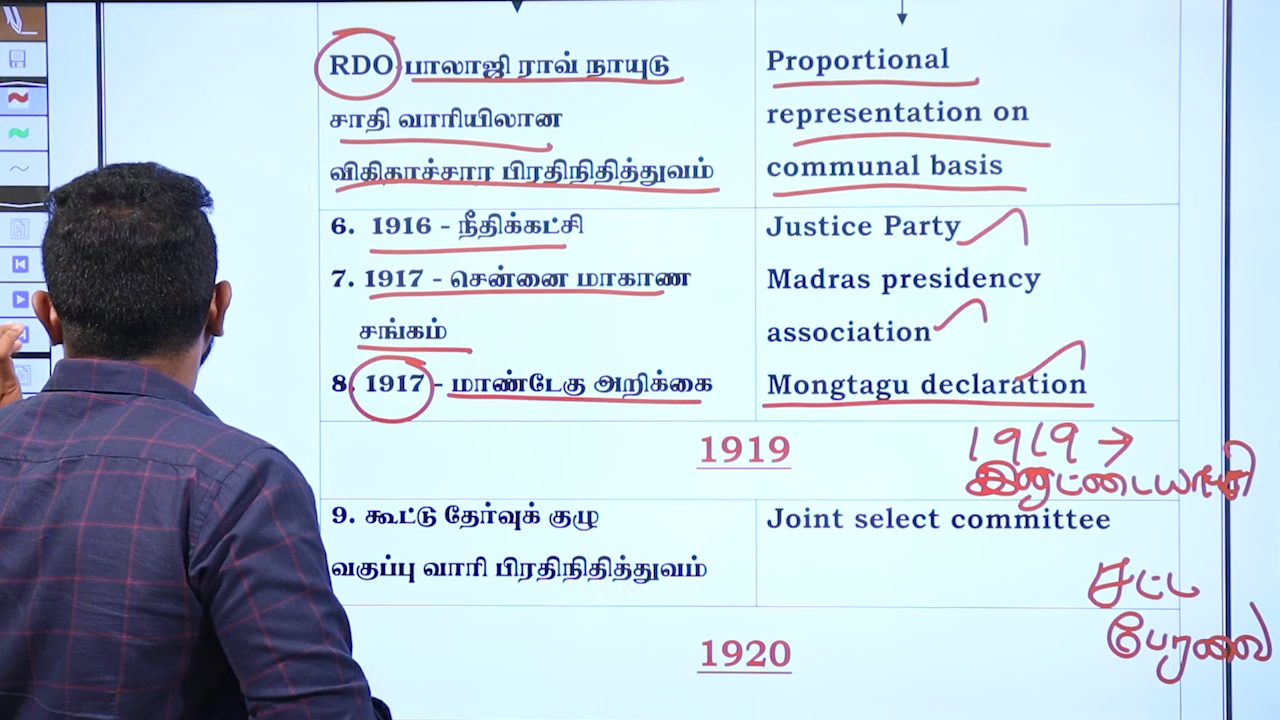 RDO பாலாஜி ராவ் நாயுடு
சாதி வாரியிலான
விகிதாச்சார பிரதிநிதித்துவம்
Proportional
representation on
communal basis
6. 1916 - நீதிக்கட்சி
Justice Party
7. 1917 - சென்னை மாகாண
சங்கம்
Madras presidency
association
8. 1917 - மாண்டேகு அறிக்கை
Mongtagu declaration
1919
1919 →
இரட்டையாட்சி
9. கூட்டு தேர்வுக் குழு
வகுப்பு வாரி பிரதிநிதித்துவம்
Joint select committee
சட்ட
பேரவை
1920